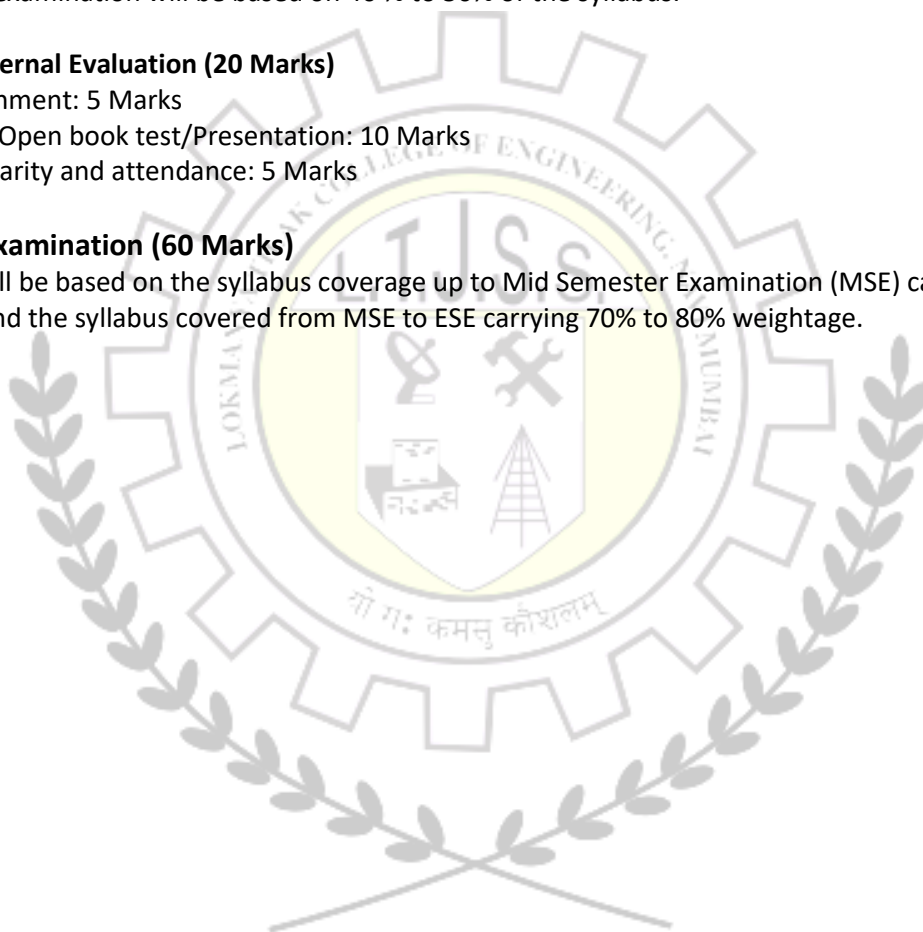 examination will be based on 40 % to 50% of the syllabus.
ernal Evaluation (20 Marks)
nment: 5 Marks
Open book test/Presentation: 10 Marks
arity and attendance: 5 Marks
xamination (60 Marks)
ll be based on the syllabus coverage up to Mid Semester Examination (MSE) ca
nd the syllabus covered from MSE to ESE carrying 70% to 80% weightage.
LOKMANYA TILAK COLLEGE OF ENGINEERING, NAVI MUMBAI
L.T.J.S.S.
यो गः कमसु कौशलम्